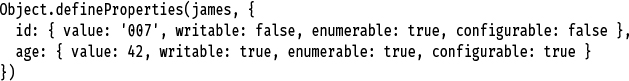 Object.defineProperties(james, {
  id: { value: '007', writable: false, enumerable: true, configurable: false },
  age: { value: 42, writable: true, enumerable: true, configurable: true }
})